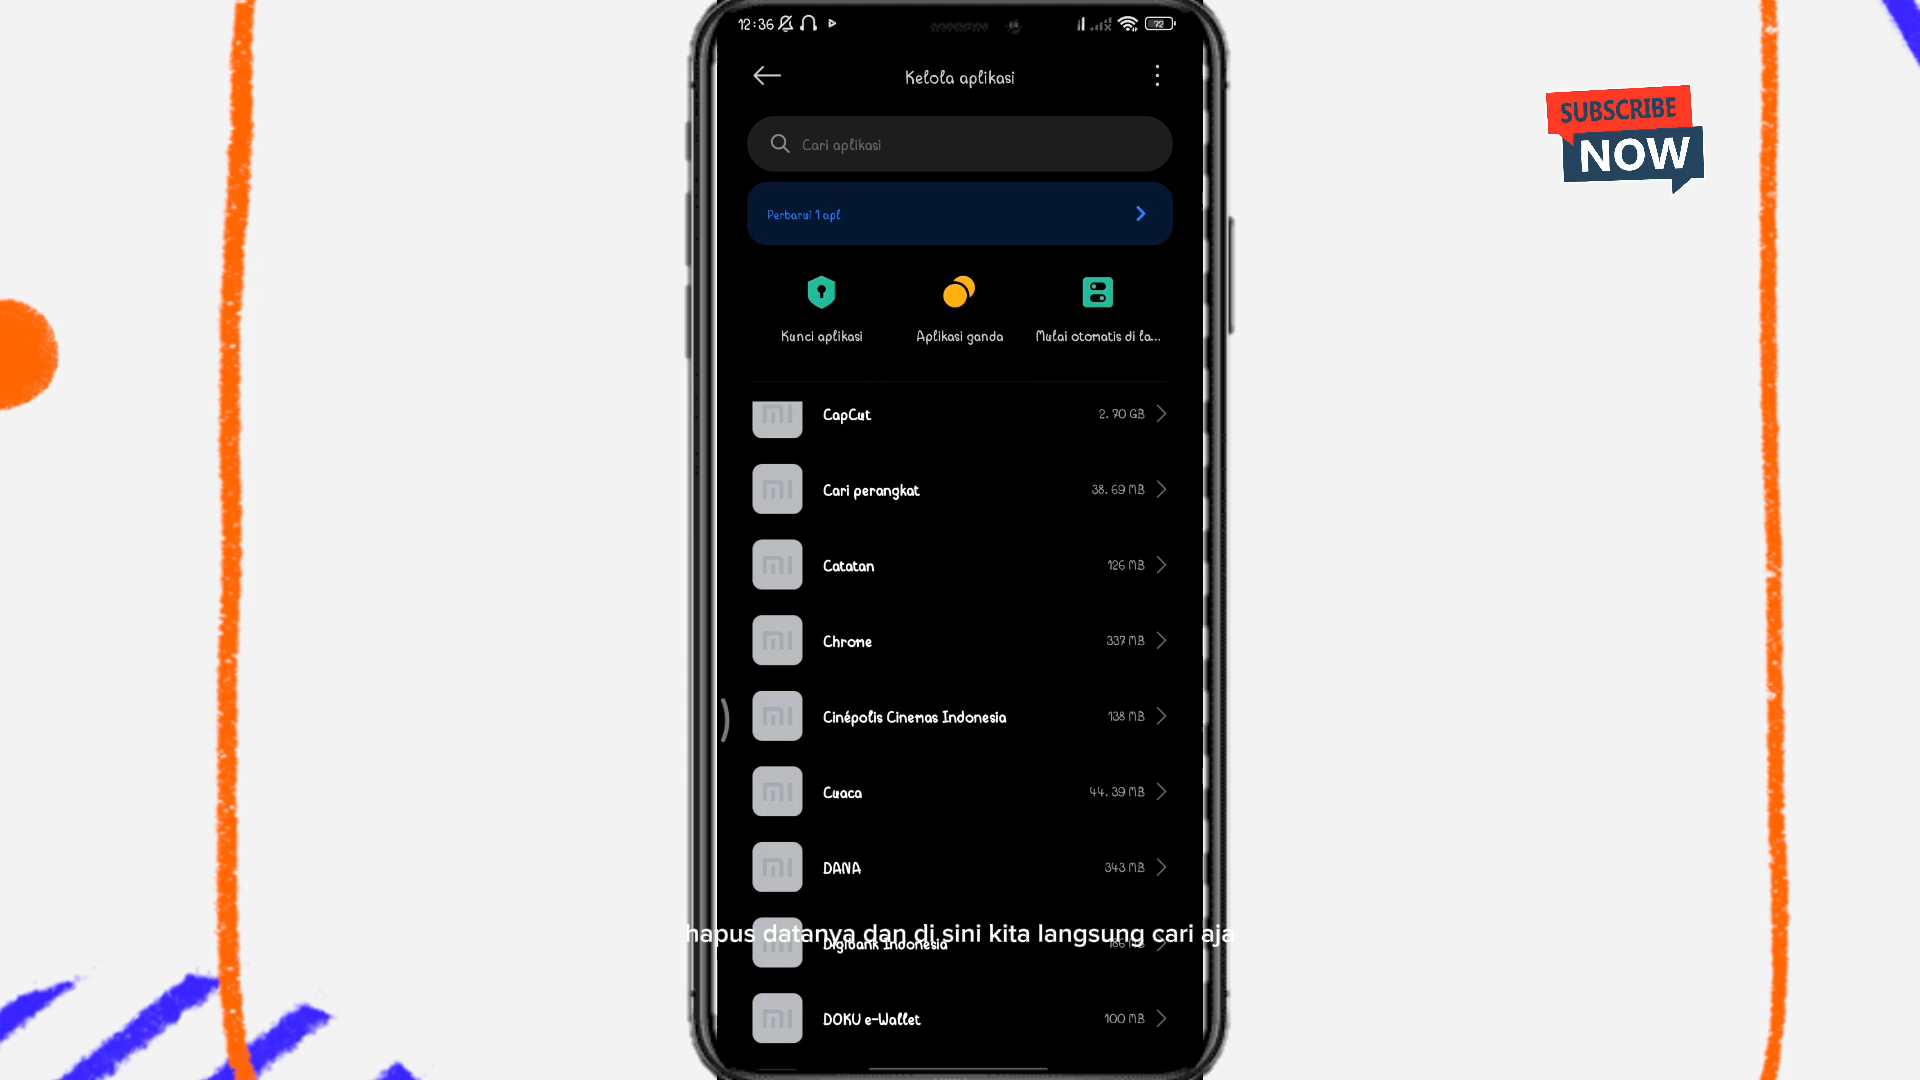 12:36
72
Kelola aplikasi
SUBSCRIBE
NOW
Cari aplikasi
Perbarui 1 apl
Kunci aplikasi
Aplikasi ganda
Mulai otomatis di la...
CapCut
2.70 GB
Cari perangkat
38.69 MB
Catatan
126 MB
Chrome
337 MB
Cinépolis Cinemas Indonesia
138 MB
Cuaca
44.39 MB
DANA
343 MB
hapus datanya dan di sini kita langsung cari aja
Digibank Indonesia
186 MB
DOKU e-Wallet
100 MB